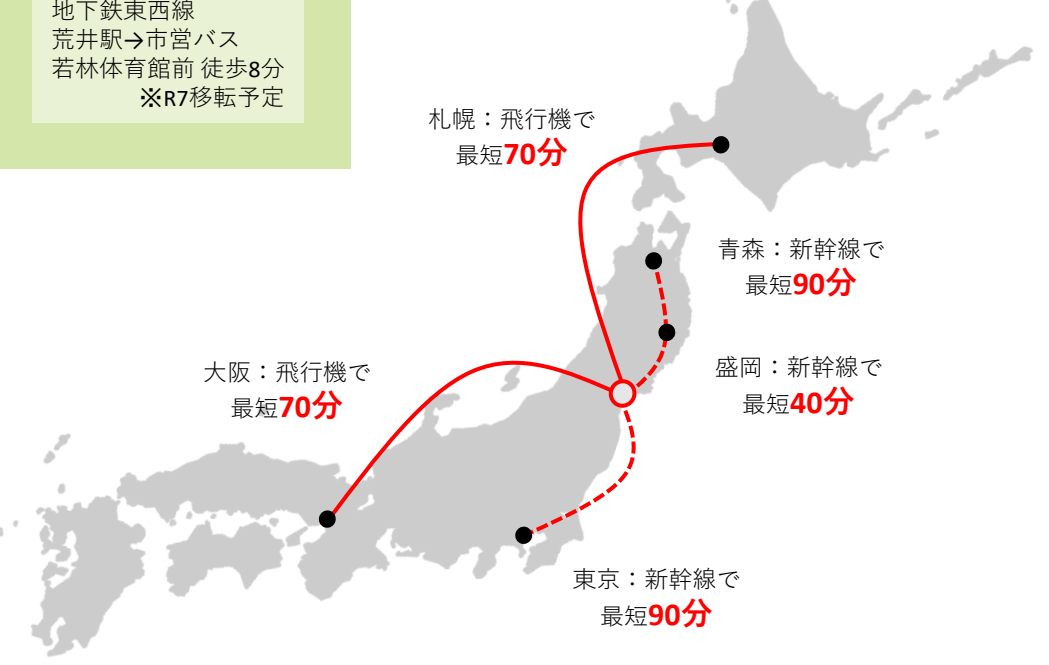 地下鉄東西線
荒井駅→市営バス
若林体育館前 徒歩8分
※R7移転予定
札幌：飛行機で
最短70分
青森：新幹線で
最短90分
盛岡：新幹線で
最短40分
大阪：飛行機で
最短70分
東京：新幹線で
最短90分